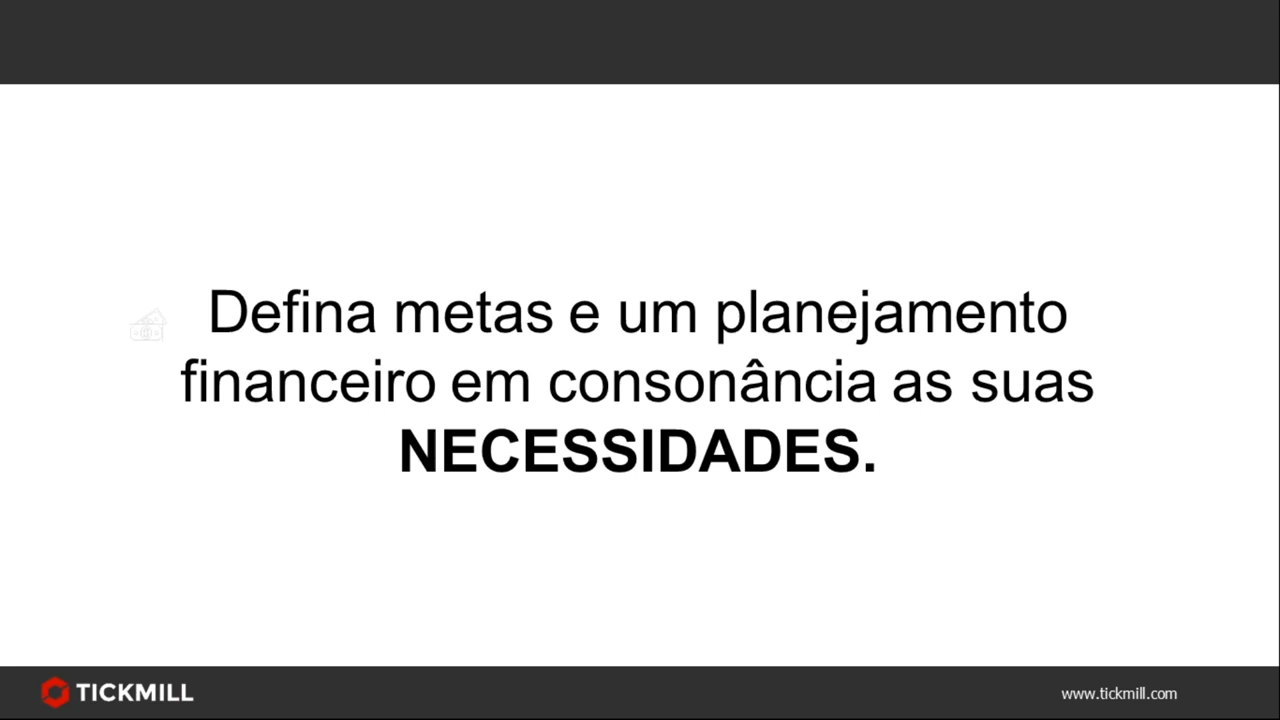 Defina metas e um planejamento
financeiro em consonância as suas
NECESSIDADES.
TICKMILL
www.tickmill.com